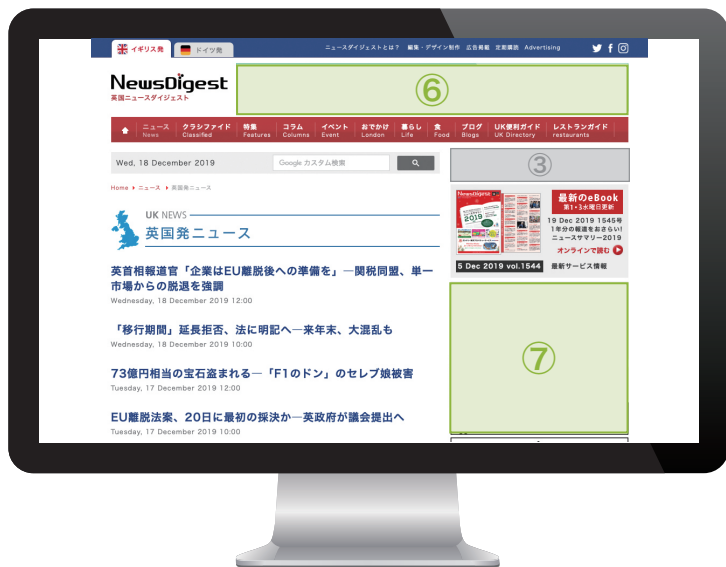 イギリス発 ドイツ発 ニュースダイジェストとは? 編集・デザイン制作 広告掲載 定期購読 Advertising
NewsDigest
英国ニュースダイジェスト
⑥
ニュース クラシファイド 特集 コラム イベント おでかけ 暮らし 食 ブログ UK便利ガイド レストランガイド
News Classified Features Columns Event London Life Food Blogs UK Directory restaurants
Wed, 18 December 2019 Google カスタム検索
③
Home ニュース 英国発ニュース
UK NEWS
英国発ニュース
最新のeBook
第1・3木曜日更新
19 Dec 2019 1545号
1年分の報道をおさらい!
ニュースサマリー2019
オンラインで読む
5 Dec 2019 vol.1544 最新サービス情報
英首相報道官「企業はEU離脱後への準備を」―関税同盟、単一
市場からの脱退を強調
Wednesday, 18 December 2019 12:00
「移行期間」延長拒否、法に明記へ―来年末、大混乱も
Wednesday, 18 December 2019 10:00
⑦
73億円相当の宝石盗まれる―「F1のドン」のセレブ娘被害
Tuesday, 17 December 2019 12:00
EU離脱法案、20日に最初の採決か―英政府が議会提出へ
Tuesday, 17 December 2019 10:00